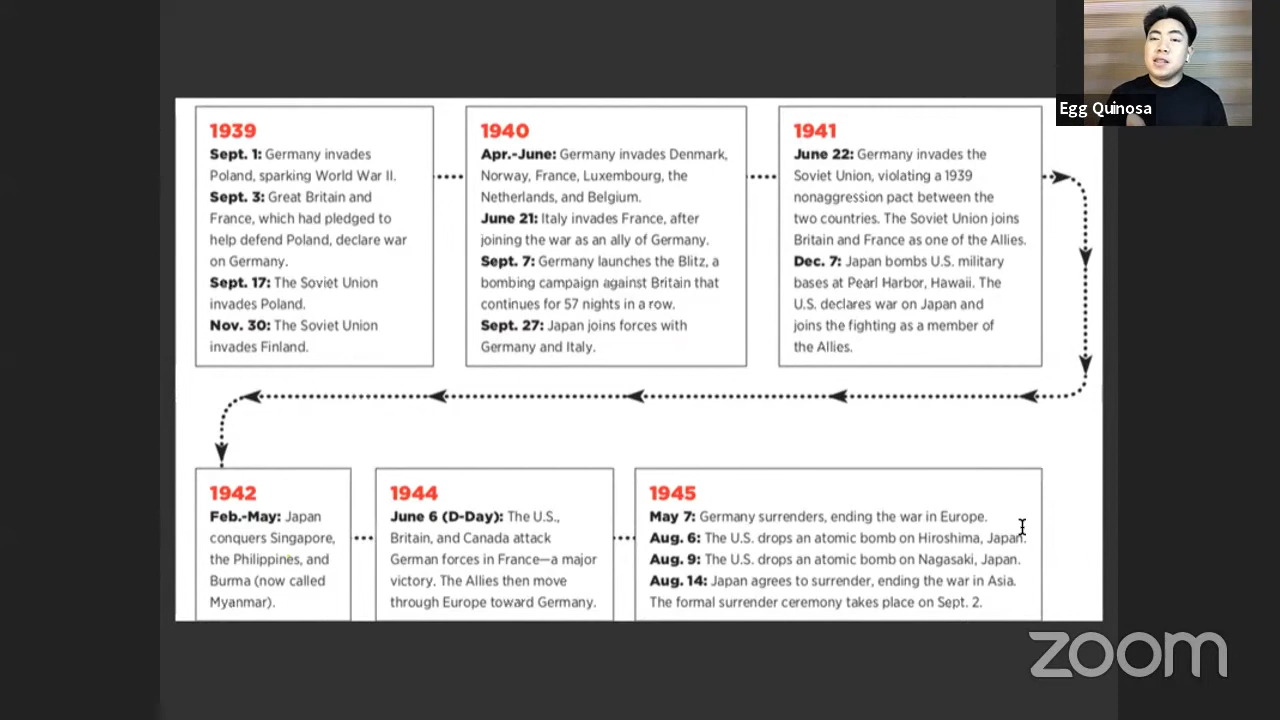 Egg Quinosa
1939
Sept. 1: Germany invades
Poland, sparking World War II.
Sept. 3: Great Britain and
France, which had pledged to
help defend Poland, declare war
on Germany.
Sept. 17: The Soviet Union
invades Poland.
Nov. 30: The Soviet Union
invades Finland.
1940
Apr.-June: Germany invades Denmark,
Norway, France, Luxembourg, the
Netherlands, and Belgium.
June 21: Italy invades France, after
joining the war as an ally of Germany.
Sept. 7: Germany launches the Blitz, a
bombing campaign against Britain that
continues for 57 nights in a row.
Sept. 27: Japan joins forces with
Germany and Italy.
1941
June 22: Germany invades the
Soviet Union, violating a 1939
nonaggression pact between the
two countries. The Soviet Union joins
Britain and France as one of the Allies.
Dec. 7: Japan bombs U.S. military
bases at Pearl Harbor, Hawaii. The
U.S. declares war on Japan and
joins the fighting as a member of
the Allies.
1942
Feb.-May: Japan
conquers Singapore,
the Philippines, and
Burma (now called
Myanmar).
1944
June 6 (D-Day): The U.S.,
Britain, and Canada attack
German forces in France—a major
victory. The Allies then move
through Europe toward Germany.
1945
May 7: Germany surrenders, ending the war in Europe.
Aug. 6: The U.S. drops an atomic bomb on Hiroshima, Japan.
Aug. 9: The U.S. drops an atomic bomb on Nagasaki, Japan.
Aug. 14: Japan agrees to surrender, ending the war in Asia.
The formal surrender ceremony takes place on Sept. 2.
zoom